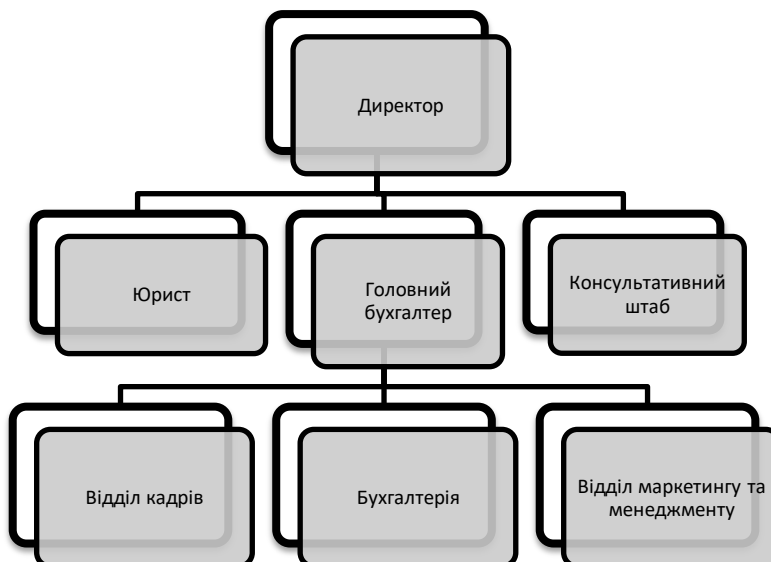 Директор
Юрист
Головний
бухгалтер
Консультативний
штаб
Відділ кадрів
Бухгалтерія
Відділ маркетингу та
менеджменту